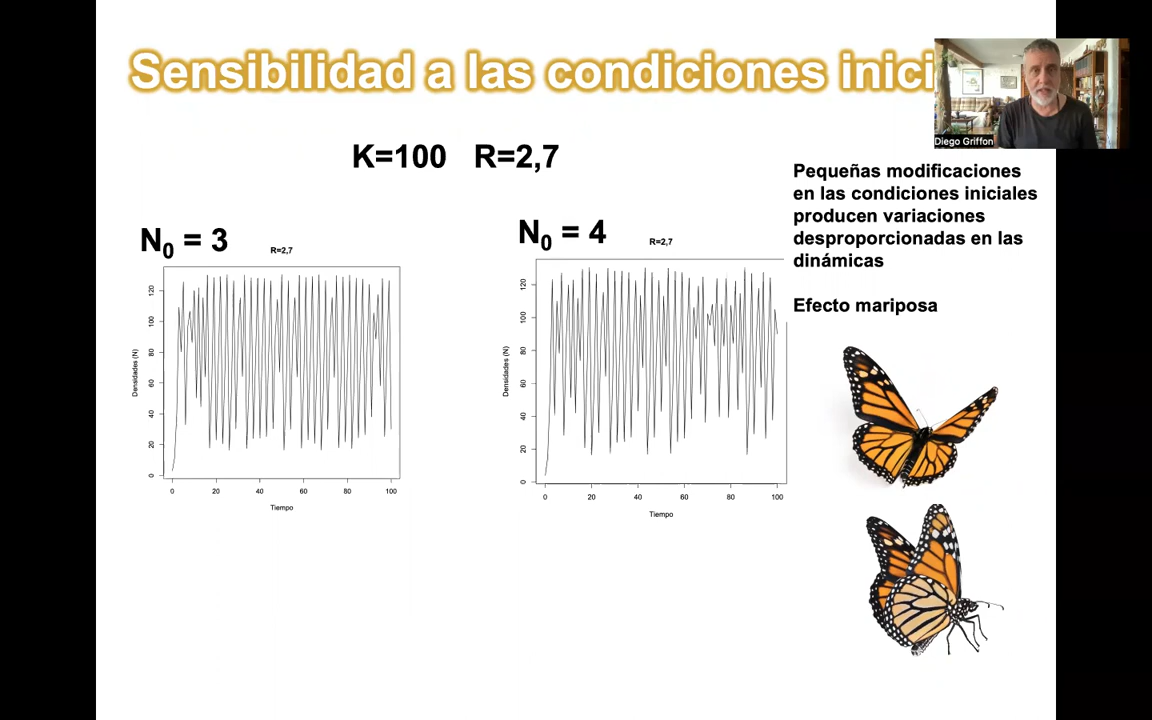 Sensibilidad a las condiciones inici
Diego Griffon
K=100 R=2,7
Pequeñas modificaciones
en las condiciones iniciales
producen variaciones
desproporcionadas en las
dinámicas
Efecto mariposa
N0 = 3
R=2,7
Densidades (N)
0 20 40 60 80 100 120
0 20 40 60 80 100
Tiempo
N0 = 4
R=2,7
Densidades (N)
0 20 40 60 80 100 120
0 20 40 60 80 100
Tiempo